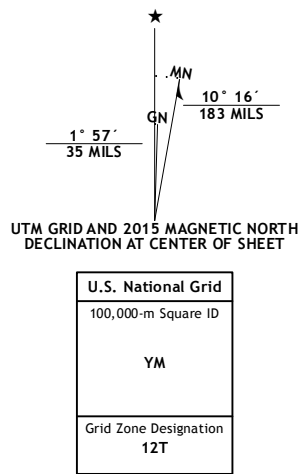 ★
MN
GN
10° 16´
183 MILS
1° 57´
35 MILS
UTM GRID AND 2015 MAGNETIC NORTH
DECLINATION AT CENTER OF SHEET
U.S. National Grid
100,000-m Square ID
YM
Grid Zone Designation
12T